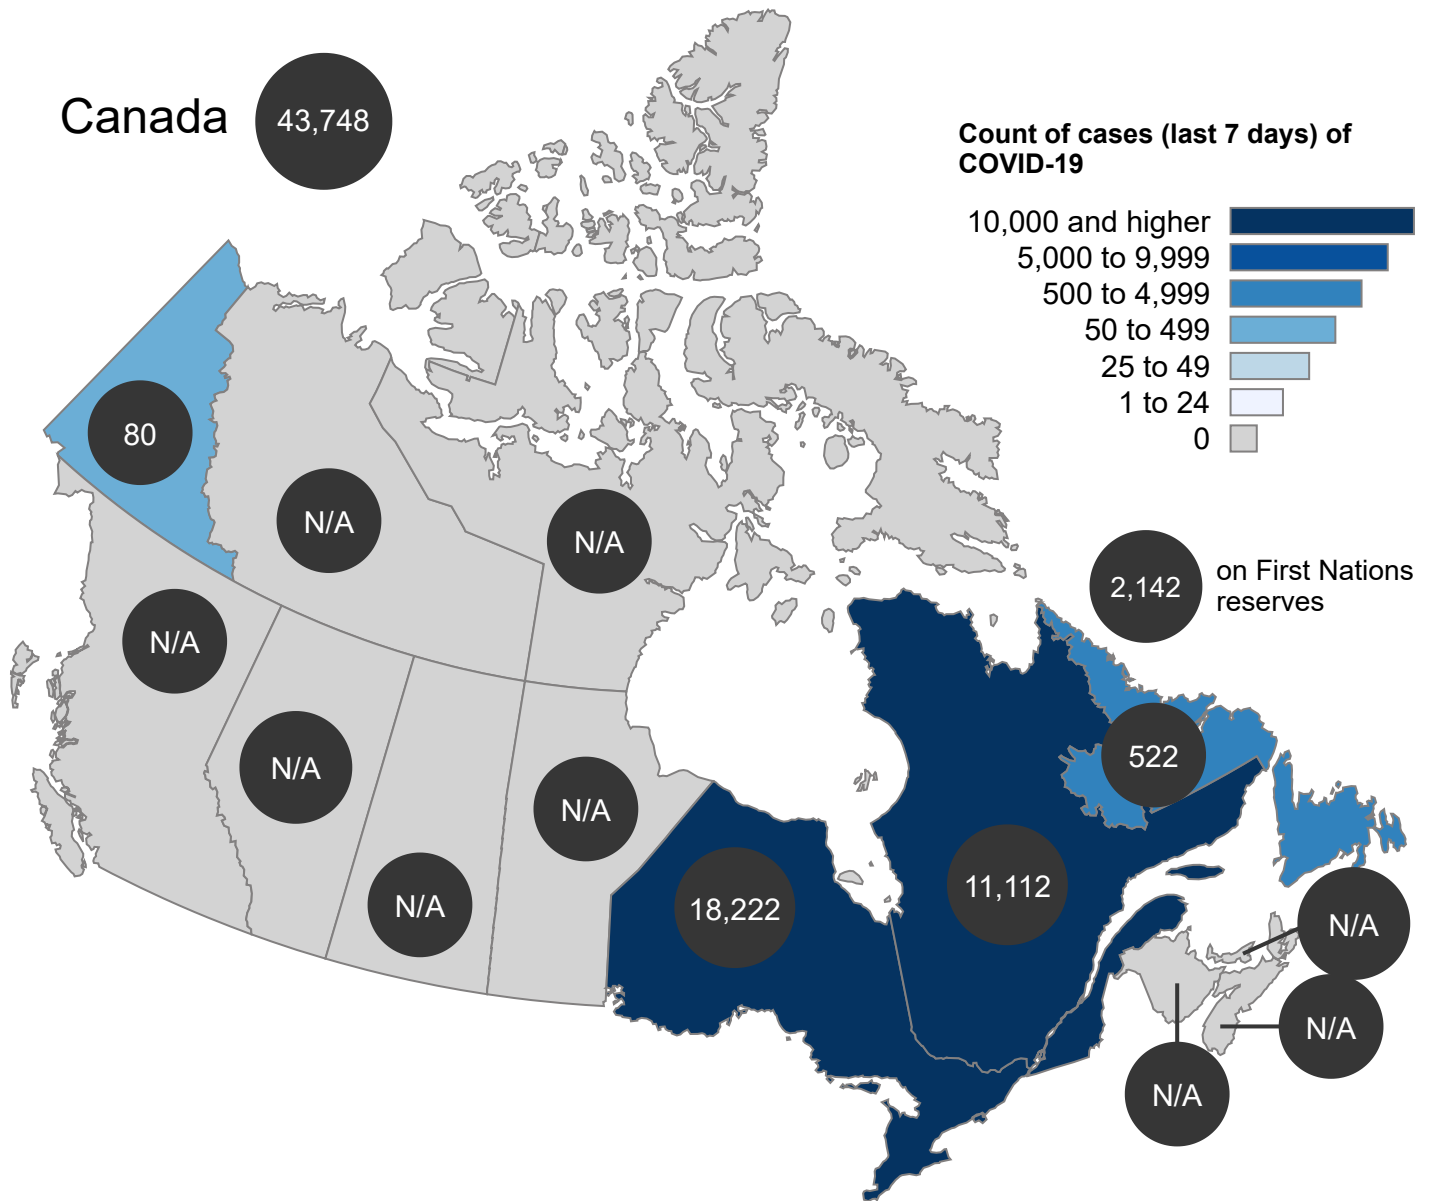 Canada
43,748
Count of cases (last 7 days) of
COVID-19
10,000 and higher
5,000 to 9,999
500 to 4,999
50 to 499
25 to 49
1 to 24
0
80
N/A
N/A
2,142
on First Nations
reserves
N/A
N/A
522
N/A
N/A
18,222
11,112
N/A
N/A
N/A